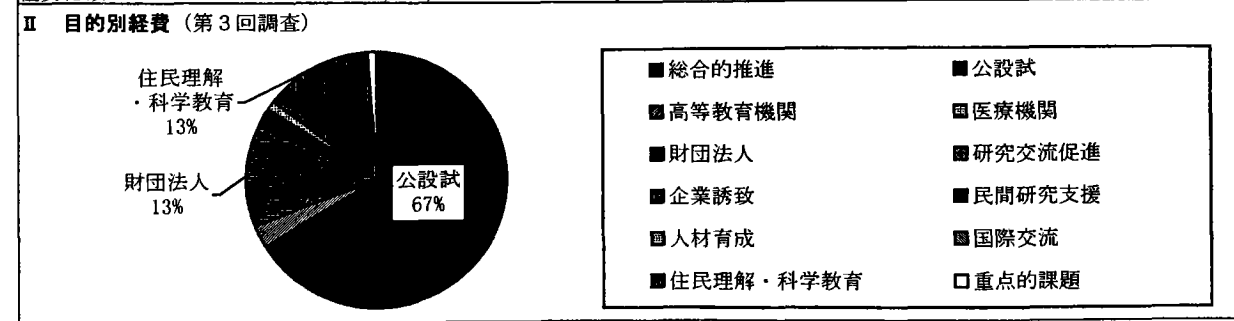 Ⅱ 目的別経費（第３回調査）
住民理解
・科学教育
13%
財団法人
13%
公設試
67%
■総合的推進
■公設試
高等教育機関
医療機関
■財団法人
研究交流促進
企業誘致
■民間研究支援
人材育成
国際交流
■住民理解・科学教育
□重点的課題